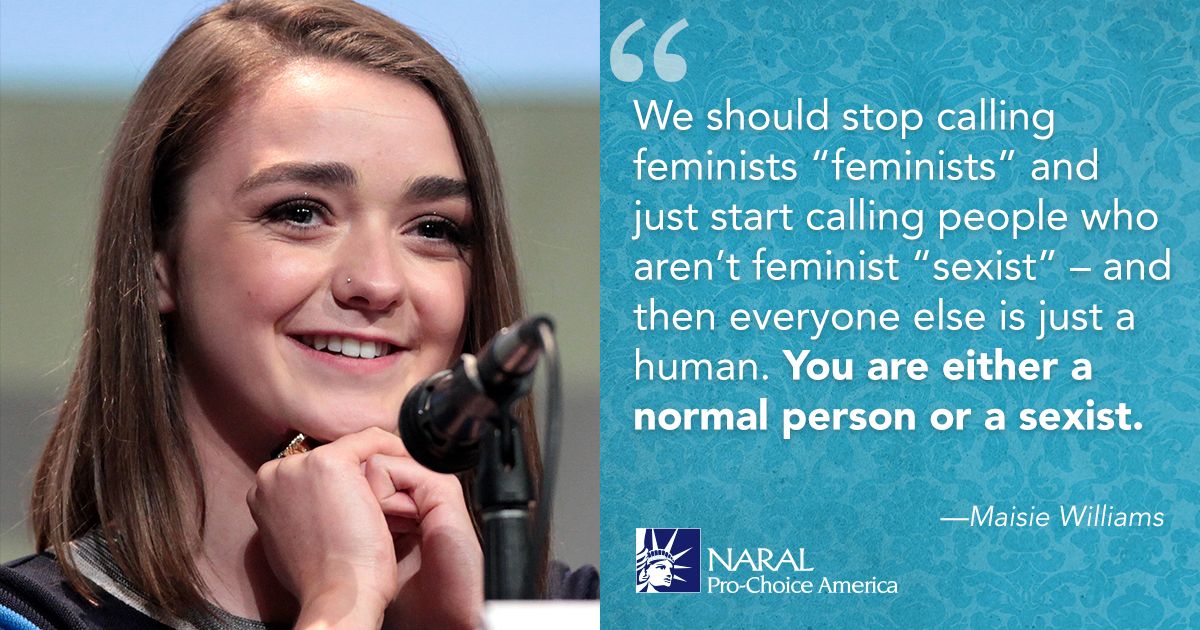 “
We should stop calling
feminists “feminists” and
just start calling people who
aren’t feminist “sexist” – and
then everyone else is just a
human. You are either a
normal person or a sexist.
—Maisie Williams
NARAL
Pro-Choice America